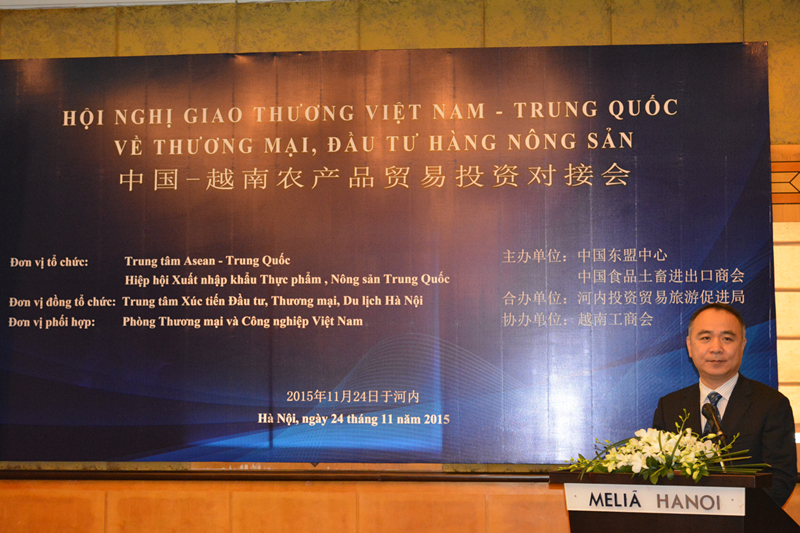 HỘI NGHỊ GIAO THƯƠNG VIỆT NAM - TRUNG QUỐC
VỀ THƯƠNG MẠI, ĐẦU TƯ HÀNG NÔNG SẢN
中国-越南农产品贸易投资对接会
Đơn vị tổ chức: Trung tâm Asean - Trung Quốc
Hiệp hội Xuất nhập khẩu Thực phẩm , Nông sản Trung Quốc
Đơn vị đồng tổ chức: Trung tâm Xúc tiến Đầu tư, Thương mại, Du lịch Hà Nội
Đơn vị phối hợp: Phòng Thương mại và Công nghiệp Việt Nam
主办单位：中国东盟中心
中国食品土畜进出口商会
合办单位：河内投资贸易旅游促进局
协办单位：越南工商会
2015年11月24日于河内
Hà Nội, ngày 24 tháng 11 năm 2015
MELIÃ HANOI